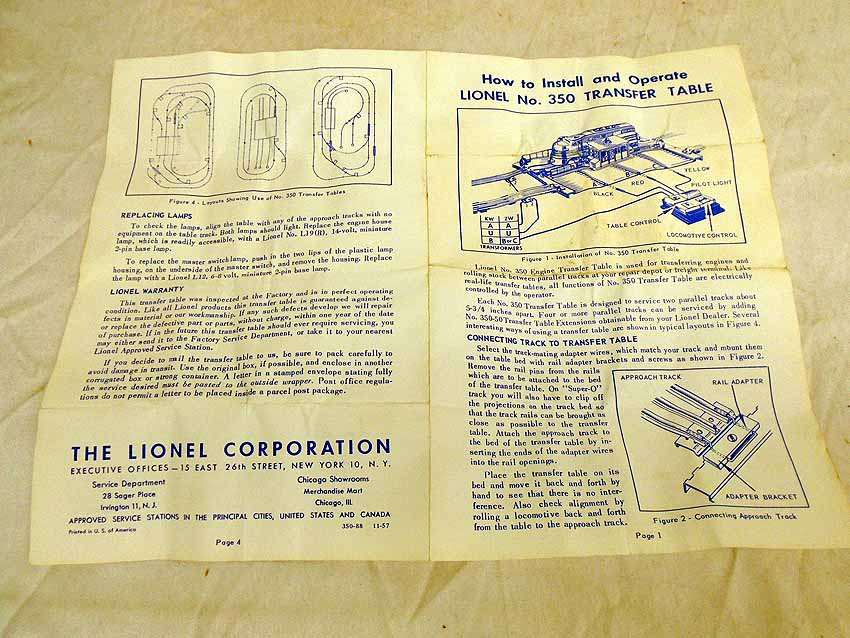 Figure 4 - Layouts Showing Use of No. 350 Transfer Tables
REPLACING LAMPS
To check the lamps, align the table with any of the approach tracks with no
equipment on the table track. Both lamps should light. Replace the engine house
lamp, which is readily accessible, with a Lionel No. L19(R), 14-volt, miniature
2-pin base lamp.
To replace the master switch lamp, push in the two lips of the plastic lamp
housing, on the underside of the master switch, and remove the housing. Replace
the lamp with a Lionel L12, 6-8 volt, miniature 2-pin base lamp.
LIONEL WARRANTY
This transfer table was inspected at the Factory and is in perfect operating
condition. Like all Lionel products this transfer table is guaranteed against de-
fects in material or our workmanship. If any such defects develop we will repair
or replace the defective part or parts, without charge, within one year of the date
of purchase. If in the future this transfer table should ever require servicing, you
may either send it to the Factory Service Department, or take it to your nearest
Lionel Approved Service Station.
If you decide to mail the transfer table to us, be sure to pack carefully to
avoid damage in transit. Use the original box, if possible, and enclose in another
corrugated box or strong container. A letter in a stamped envelope stating fully
the service desired must be pasted to the outside wrapper. Post office regula-
tions do not permit a letter to be placed inside a parcel post package.
THE LIONEL CORPORATION
EXECUTIVE OFFICES—15 EAST 26th STREET, NEW YORK 10, N. Y.
Service Department
28 Sager Place
Irvington 11, N. J.
Chicago Showrooms
Merchandise Mart
Chicago, Ill.
APPROVED SERVICE STATIONS IN THE PRINCIPAL CITIES, UNITED STATES AND CANADA
Printed in U. S. of America
350-88 11-57
Page 4
How to Install and Operate
LIONEL No. 350 TRANSFER TABLE
YELLOW
RED
PILOT LIGHT
BLACK
TABLE CONTROL
LOCOMOTIVE CONTROL
KW ZW
A A
U U
B B or C
TRANSFORMERS
Figure 1 - Installation of No. 350 Transfer Table
Lionel No. 350 Engine Transfer Table is used for transferring engines and
rolling stock between parallel tracks at your repair depot or freight terminal. Like
real-life transfer tables, all functions of No. 350 Transfer Table are electrically
controlled by the operator.
Each No. 350 Transfer Table is designed to service two parallel tracks about
5-3/4 inches apart. Four or more parallel tracks can be serviced by adding
No. 350-50 Transfer Table Extensions obtainable from your Lionel Dealer. Several
interesting ways of using a transfer table are shown in typical layouts in Figure 4.
CONNECTING TRACK TO TRANSFER TABLE
Select the track-mating adapter wires, which match your track and mount them
on the table bed with rail adapter brackets and screws as shown in Figure 2.
Remove the rail pins from the rails
which are to be attached to the bed
of the transfer table. On "Super-O"
track you will also have to clip off
the projections on the track bed so
that the track rails can be brought as
close as possible to the transfer
table. Attach the approach track to
the bed of the transfer table by in-
serting the ends of the adapter wires
into the rail openings.
Place the transfer table on its
bed and move it back and forth by
hand to see that there is no inter-
ference. Also check alignment by
rolling a locomotive back and forth
from the table to the approach track.
APPROACH TRACK
RAIL ADAPTER
ADAPTER BRACKET
Figure 2 - Connecting Approach Track
Page 1